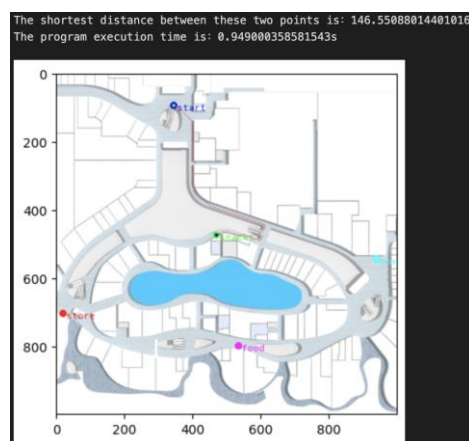 The shortest distance between these two points is: 146.55088014401016
The program execution time is: 0.949000358581543s
0
start
200
400
600
store
food
800
0 200 400 600 800